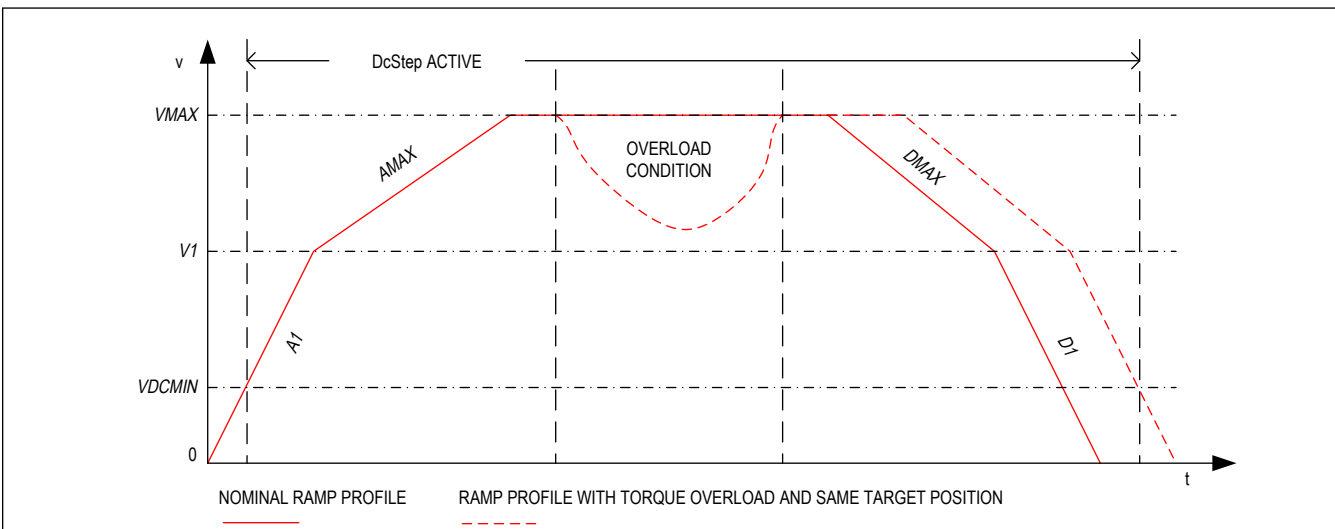 v
DcStep ACTIVE
VMAX
AMAX
OVERLOAD
CONDITION
DMAX
V1
A1
D1
VDCMIN
0
t
NOMINAL RAMP PROFILE
RAMP PROFILE WITH TORQUE OVERLOAD AND SAME TARGET POSITION